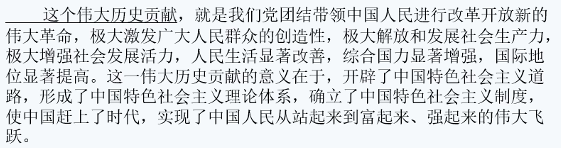 这个伟大历史贡献，就是我们党团结带领中国人民进行改革开放新的
伟大革命，极大激发广大人民群众的创造性，极大解放和发展社会生产力，
极大增强社会发展活力，人民生活显著改善，综合国力显著增强，国际地
位显著提高。这一伟大历史贡献的意义在于，开辟了中国特色社会主义道
路，形成了中国特色社会主义理论体系，确立了中国特色社会主义制度，
使中国赶上了时代，实现了中国人民从站起来到富起来、强起来的伟大飞
跃。